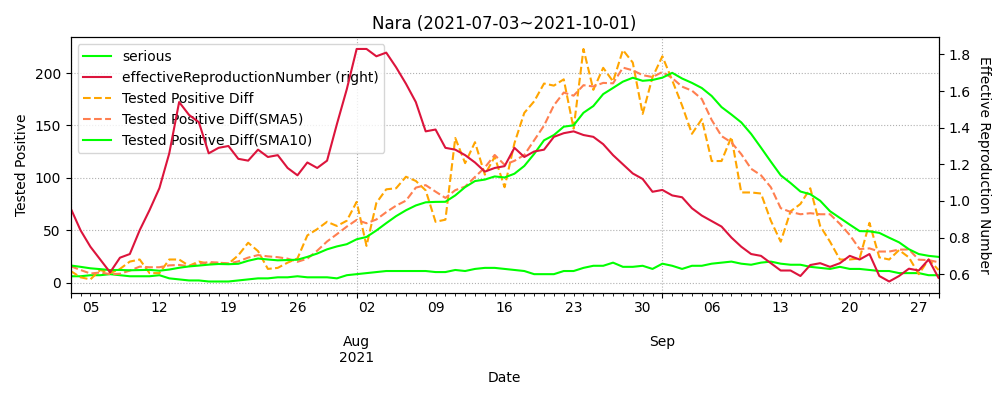 Nara (2021-07-03~2021-10-01)
serious
effectiveReproductionNumber (right)
Tested Positive Diff
Tested Positive Diff(SMA5)
Tested Positive Diff(SMA10)
Tested Positive
200
150
100
50
0
Effective Reproduction Number
1.8
1.6
1.4
1.2
1.0
0.8
0.6
05 12 19 26 02 09 16 23 30 06 13 20 27
Aug Sep
2021
Date